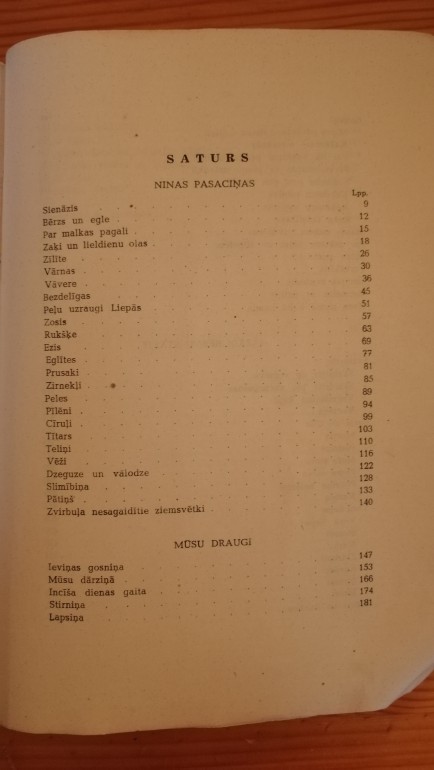 SATURS
NINAS PASACIŅAS
Lpp.
Sienāzis 9
Bērzs un egle 12
Par malkas pagali 15
Zaķi un lieldienu olas 18
Zīlīte 26
Vārnas 30
Vāvere 36
Bezdelīgas 45
Peļu uzraugi Liepās 51
Zosis 57
Rukšķe 63
Ezis 69
Eglītes 77
Prusaki 81
Zirnekļi 85
Peles 89
Pīlēni 94
Cīruļi 99
Tītars 103
Teliņi 110
Vēži 116
Dzeguze un vālodze 122
Slimībiņa 128
Pātiņš 133
Zvirbuļa nesagaidītie ziemsvētki 140
MŪSU DRAUGI
Ieviņas gosniņa 147
Mūsu dārziņā 153
Incīša dienas gaita 166
Stirniņa 174
Lapsiņa 181